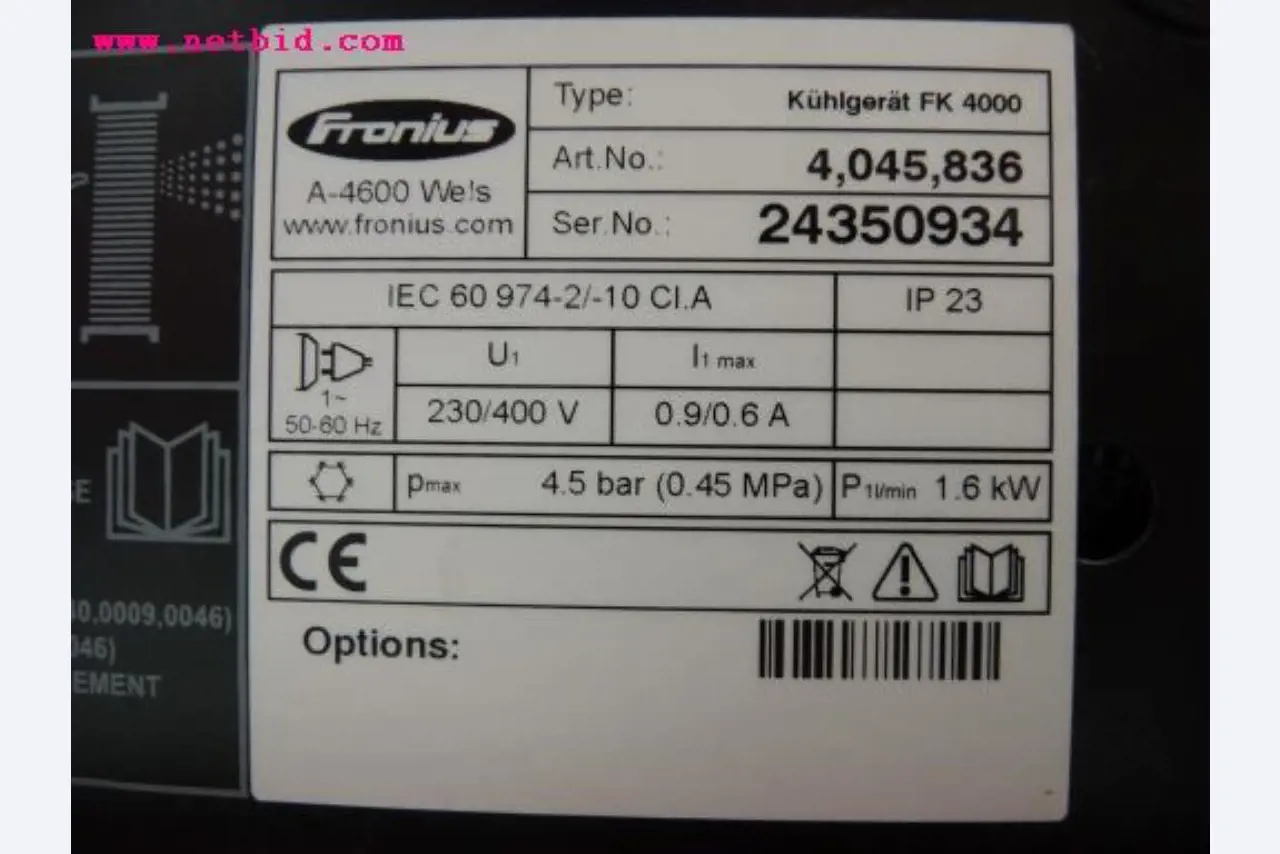 www.netbid.com
Fronius
A-4600 Wels
www.fronius.com
Type: Kühlgerät FK 4000
Art.No.: 4,045,836
Ser.No.: 24350934
IEC 60 974-2/-10 Cl.A IP 23
U1 I1 max
1~
50-60 Hz
230/400 V 0.9/0.6 A
pmax 4.5 bar (0.45 MPa) P1l/min 1.6 kW
CE
Options:
SE
40,0009,0046)
046)
EMENT